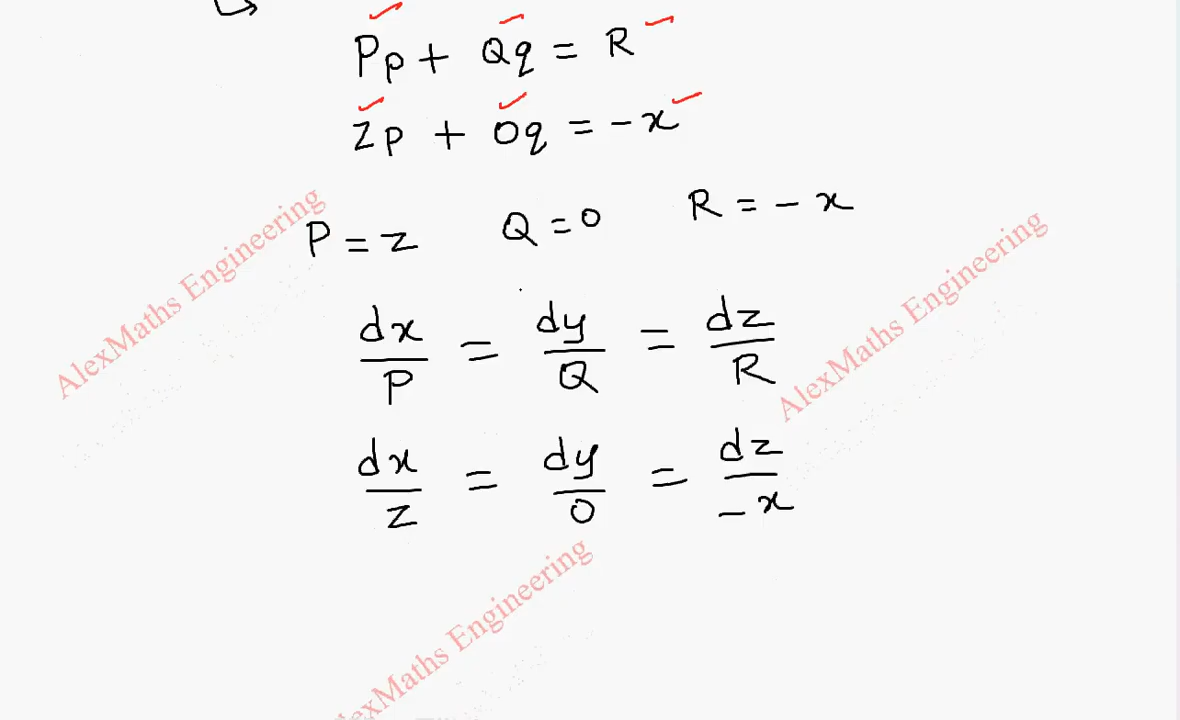 Pp + Qq = R
zp + 0q = -x
P = z Q = 0 R = - x
dx/P = dy/Q = dz/R
dx/z = dy/0 = dz/-x
AlexMaths Engineering
AlexMaths Engineering
AlexMaths Engineering